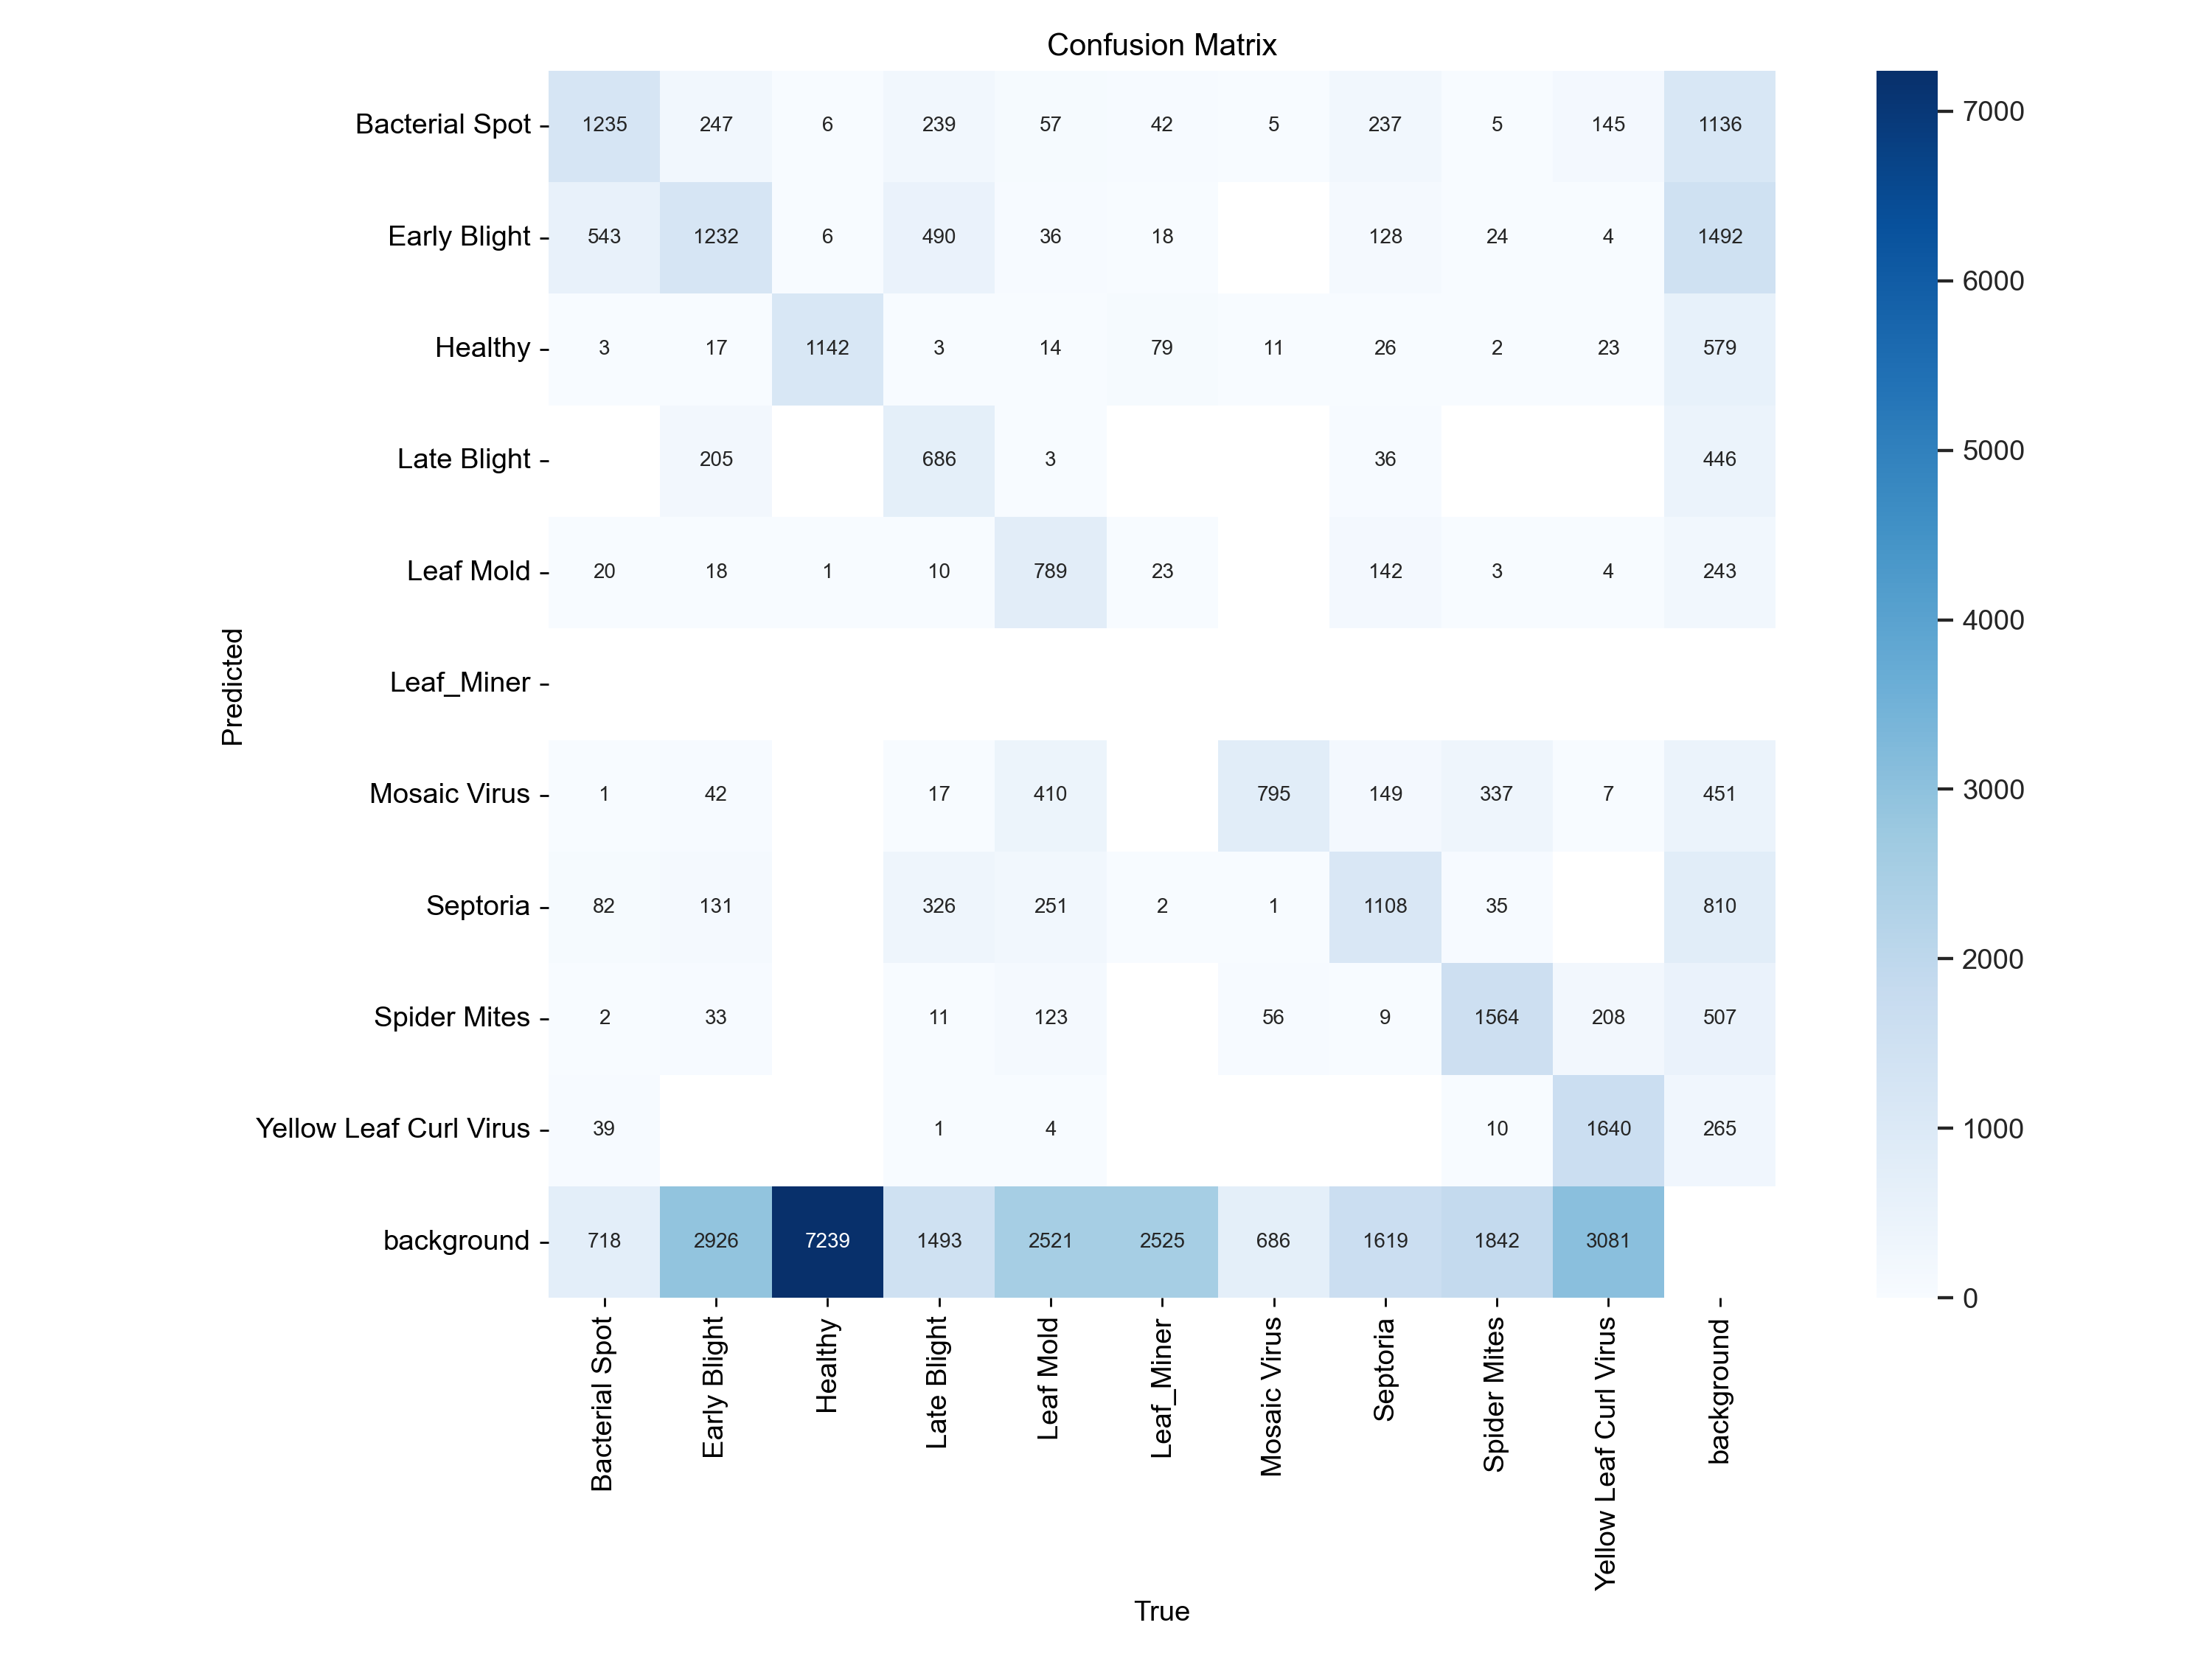 Confusion Matrix
Predicted
Bacterial Spot 1235 247 6 239 57 42 5 237 5 145 1136
Early Blight 543 1232 6 490 36 18 128 24 4 1492
Healthy 3 17 1142 3 14 79 11 26 2 23 579
Late Blight 205 686 3 36 446
Leaf Mold 20 18 1 10 789 23 142 3 4 243
Leaf_Miner
Mosaic Virus 1 42 17 410 795 149 337 7 451
Septoria 82 131 326 251 2 1 1108 35 810
Spider Mites 2 33 11 123 56 9 1564 208 507
Yellow Leaf Curl Virus 39 1 4 10 1640 265
background 718 2926 7239 1493 2521 2525 686 1619 1842 3081
Bacterial Spot
Early Blight
Healthy
Late Blight
Leaf Mold
Leaf_Miner
Mosaic Virus
Septoria
Spider Mites
Yellow Leaf Curl Virus
background
True
7000
6000
5000
4000
3000
2000
1000
0